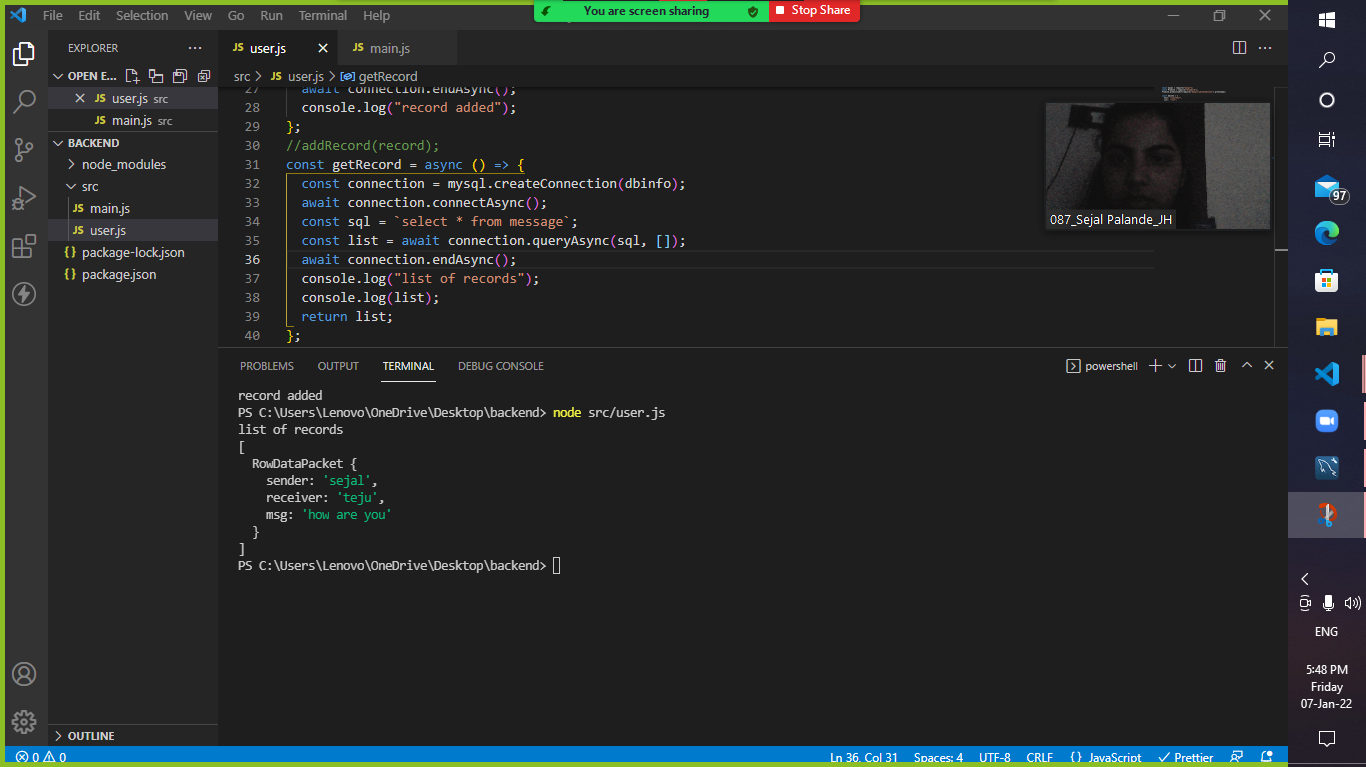 File Edit Selection View Go Run Terminal Help
You are screen sharing
Stop Share
EXPLORER
OPEN E...
JS user.js src
JS main.js src
BACKEND
node_modules
src
JS main.js
JS user.js
{} package-lock.json
{} package.json
OUTLINE
JS user.js
JS main.js
src > JS user.js > getRecord
27 await connection.endAsync();
28 console.log("record added");
29 };
30 //addRecord(record);
31 const getRecord = async () => {
32 const connection = mysql.createConnection(dbinfo);
33 await connection.connectAsync();
34 const sql = `select * from message`;
35 const list = await connection.queryAsync(sql, []);
36 await connection.endAsync();
37 console.log("list of records");
38 console.log(list);
39 return list;
40 };
087_Sejal Palande_JH
PROBLEMS OUTPUT TERMINAL DEBUG CONSOLE
powershell
record added
PS C:\Users\Lenovo\OneDrive\Desktop\backend> node src/user.js
list of records
[
RowDataPacket {
sender: 'sejal',
receiver: 'teju',
msg: 'how are you'
}
]
PS C:\Users\Lenovo\OneDrive\Desktop\backend>
0 0
Ln 36, Col 31 Spaces: 4 UTF-8 CRLF {} JavaScript Prettier
97
ENG
5:48 PM
Friday
07-Jan-22